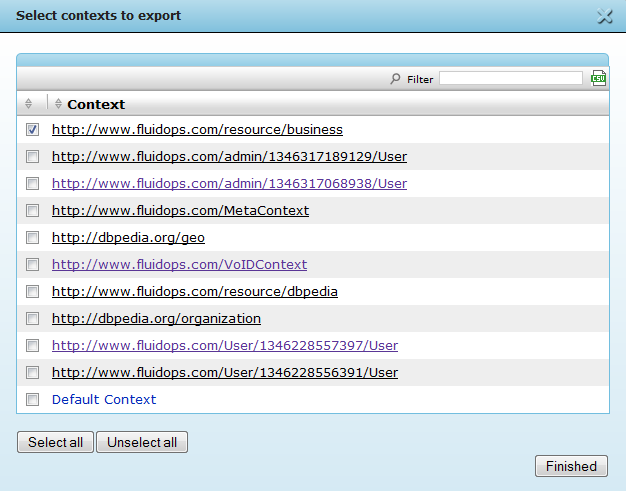 Select contexts to export
Filter
CSV
Context
http://www.fluidops.com/resource/business
http://www.fluidops.com/admin/1346317189129/User
http://www.fluidops.com/admin/1346317068938/User
http://www.fluidops.com/MetaContext
http://dbpedia.org/geo
http://www.fluidops.com/VoIDContext
http://www.fluidops.com/resource/dbpedia
http://dbpedia.org/organization
http://www.fluidops.com/User/1346228557397/User
http://www.fluidops.com/User/1346228556391/User
Default Context
Select all Unselect all
Finished